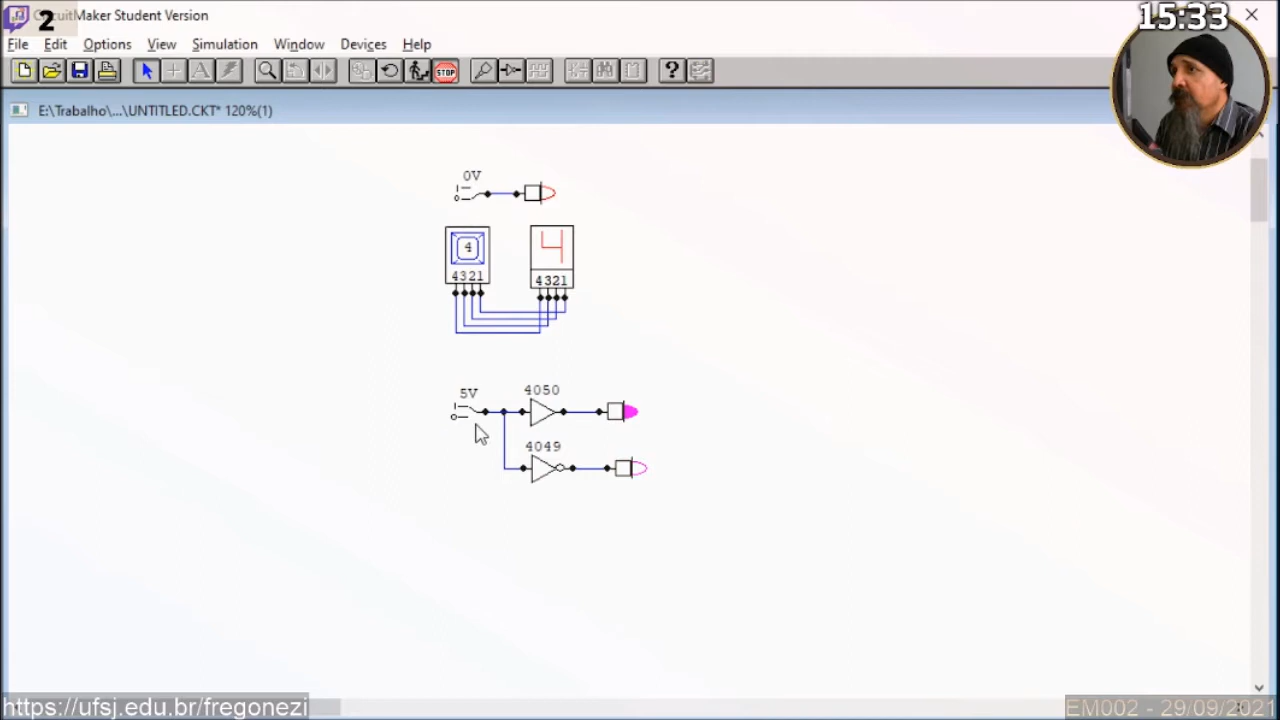 2
CircuitMaker Student Version
15:33
File Edit Options View Simulation Window Devices Help
STOP
E:\Trabalho\...\UNTITLED.CKT* 120%(1)
0V
4
4321
4
4321
5V
4050
4049
https://ufsj.edu.br/fregonezi
EM002 - 29/09/2021